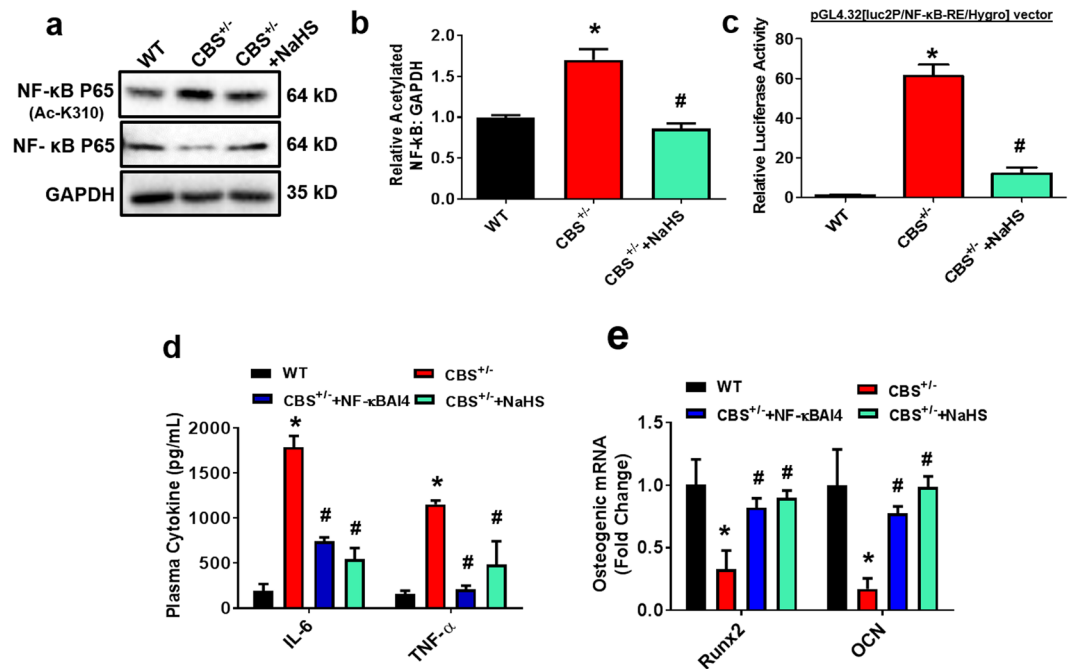 a
WT
CBS+/-
CBS+/-
+NaHS
NF-κB P65
(Ac-K310)
64 kD
NF- κB P65
64 kD
GAPDH
35 kD
b
Relative Acetylated
NF-kB: GAPDH
2.0
1.5
1.0
0.5
0.0
*
#
WT
CBS+/-
CBS+/-+NaHS
c
pGL4.32[luc2P/NF-κB-RE/Hygro] vector
Relative Luciferase Activity
80
60
40
20
0
*
#
WT
CBS+/-
CBS+/-+NaHS
d
WT
CBS+/-
CBS+/-+NF-κBAI4
CBS+/-+NaHS
Plasma Cytokine (pg/mL)
2000
1500
1000
500
0
*
#
#
*
#
#
IL-6
TNF-α
e
WT
CBS+/-
CBS+/-+NF-κBAI4
CBS+/-+NaHS
Osteogenic mRNA
(Fold Change)
1.5
1.0
0.5
0.0
*
#
#
*
#
#
Runx2
OCN